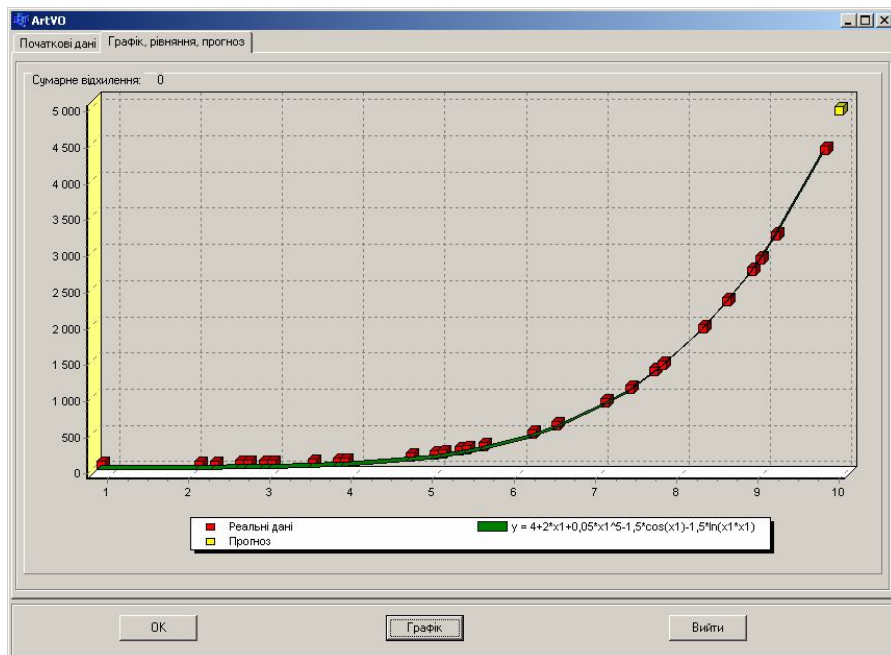 ArtVO
Початкові дані Графік, рівняння, прогноз
Сумарне відхилення: 0
5 000
4 500
4 000
3 500
3 000
2 500
2 000
1 500
1 000
500
0
1 2 3 4 5 6 7 8 9 10
Реальні дані y = 4+2*x1+0,05*x1^5-1,5*cos(x1)-1,5*ln(x1*x1)
Прогноз
OK Графік Вийти